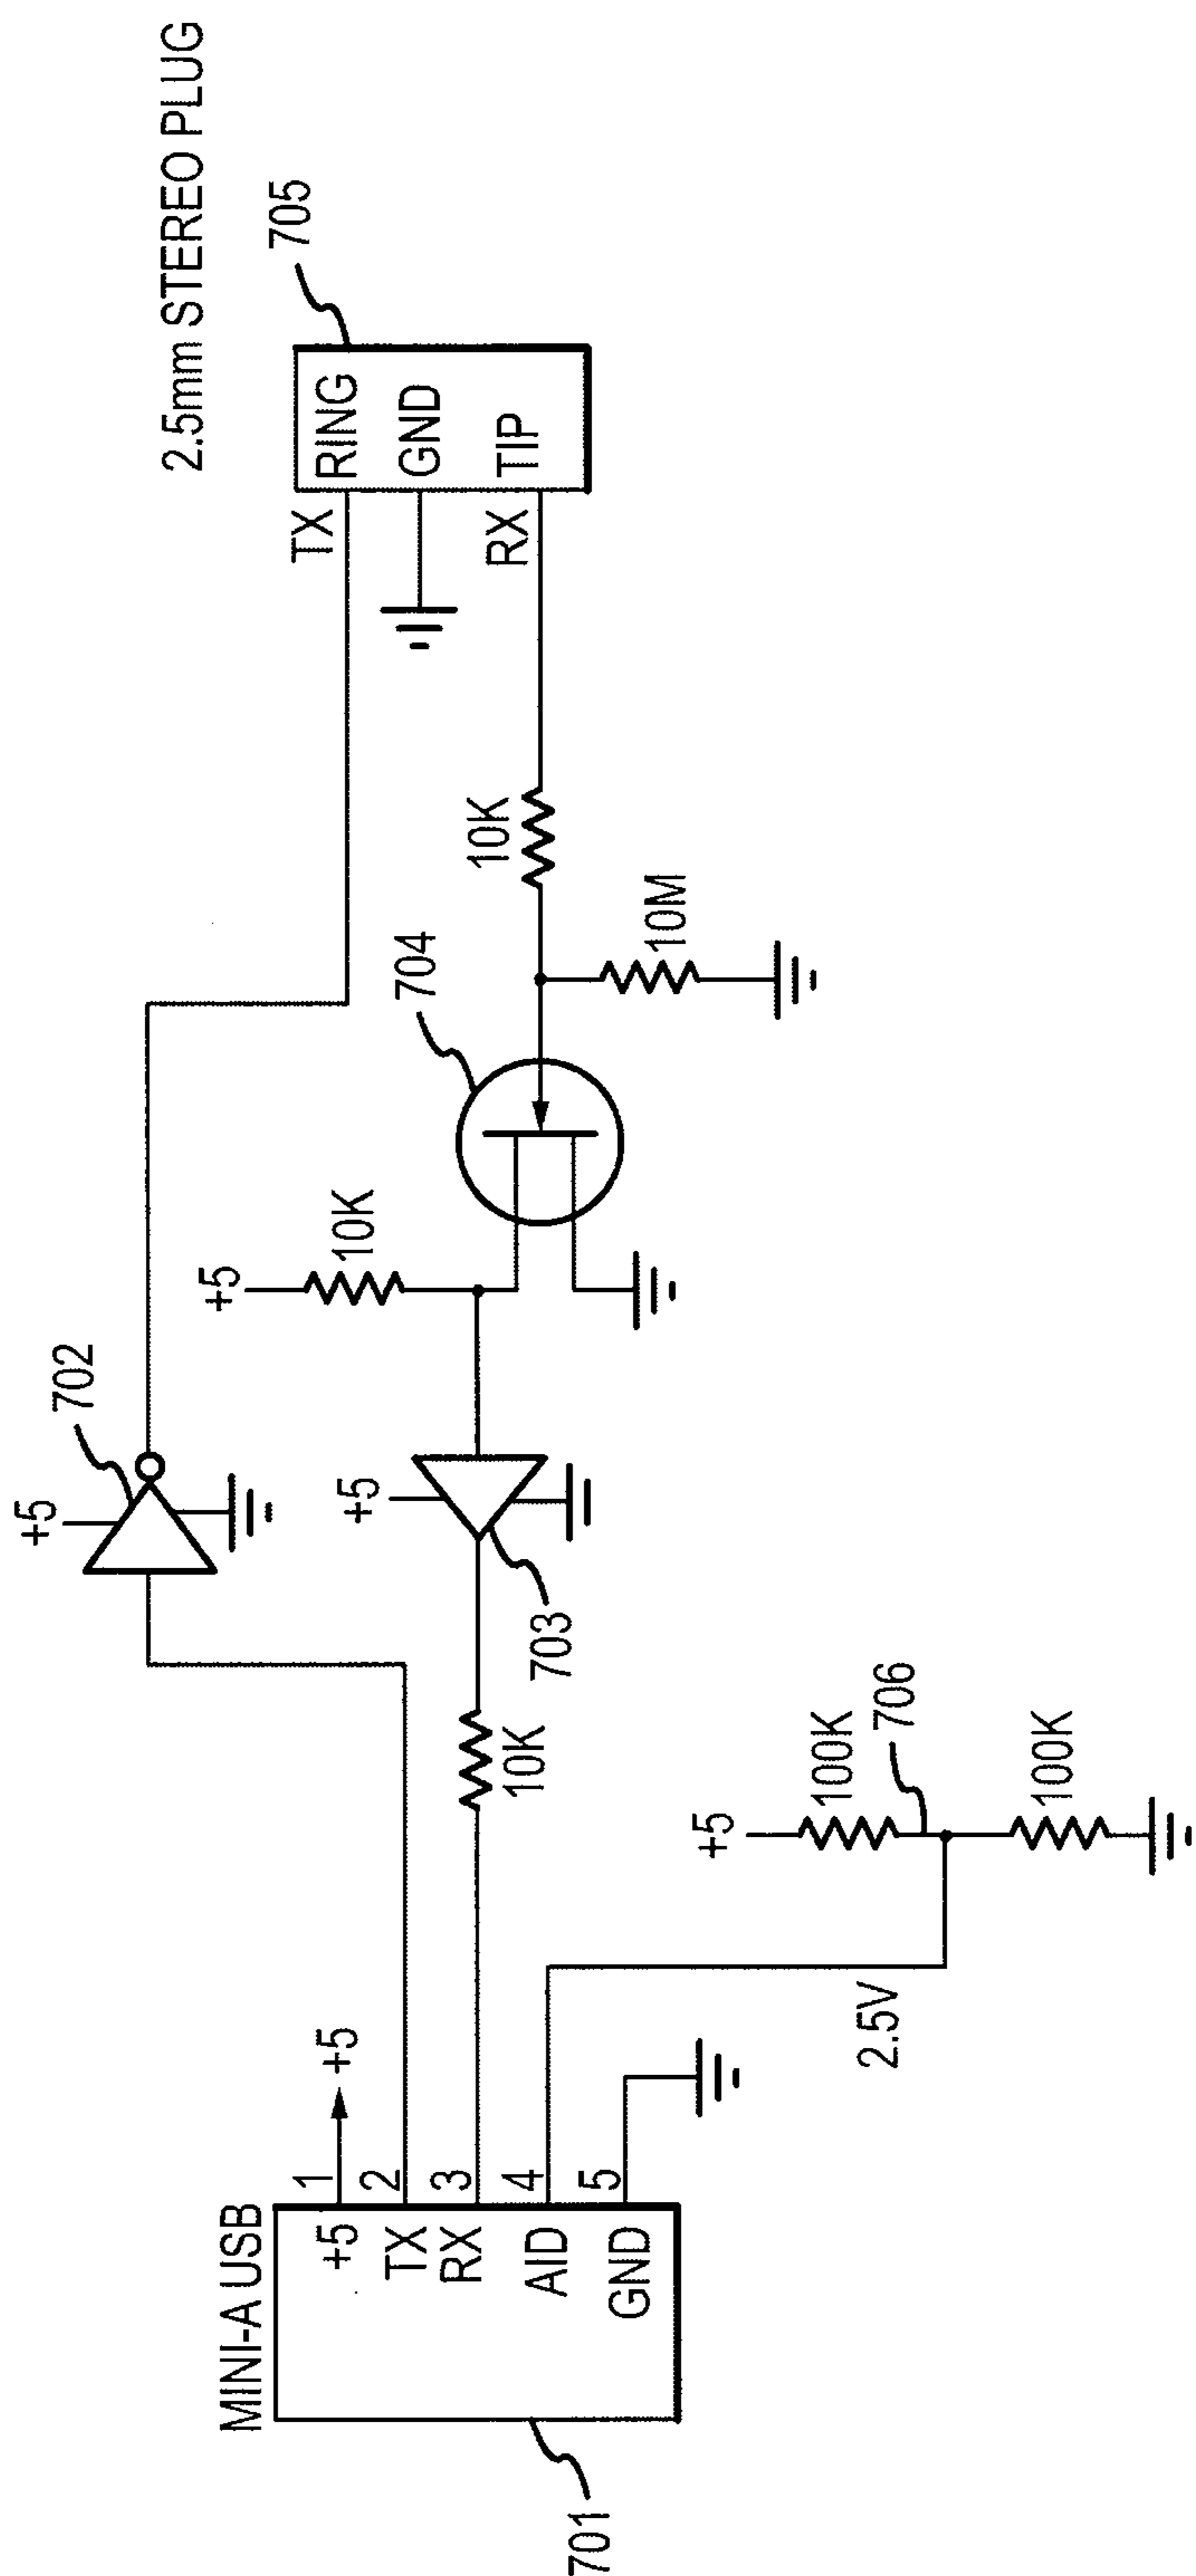 2.5mm STEREO PLUG
705
TX
RING
GND
RX
TIP
10K
10M
704
+5
10K
702
+5
+5
703
10K
MINI-A USB
+5
1
+5
TX
2
RX
3
AID
4
GND
5
701
2.5V
+5
100K
706
100K